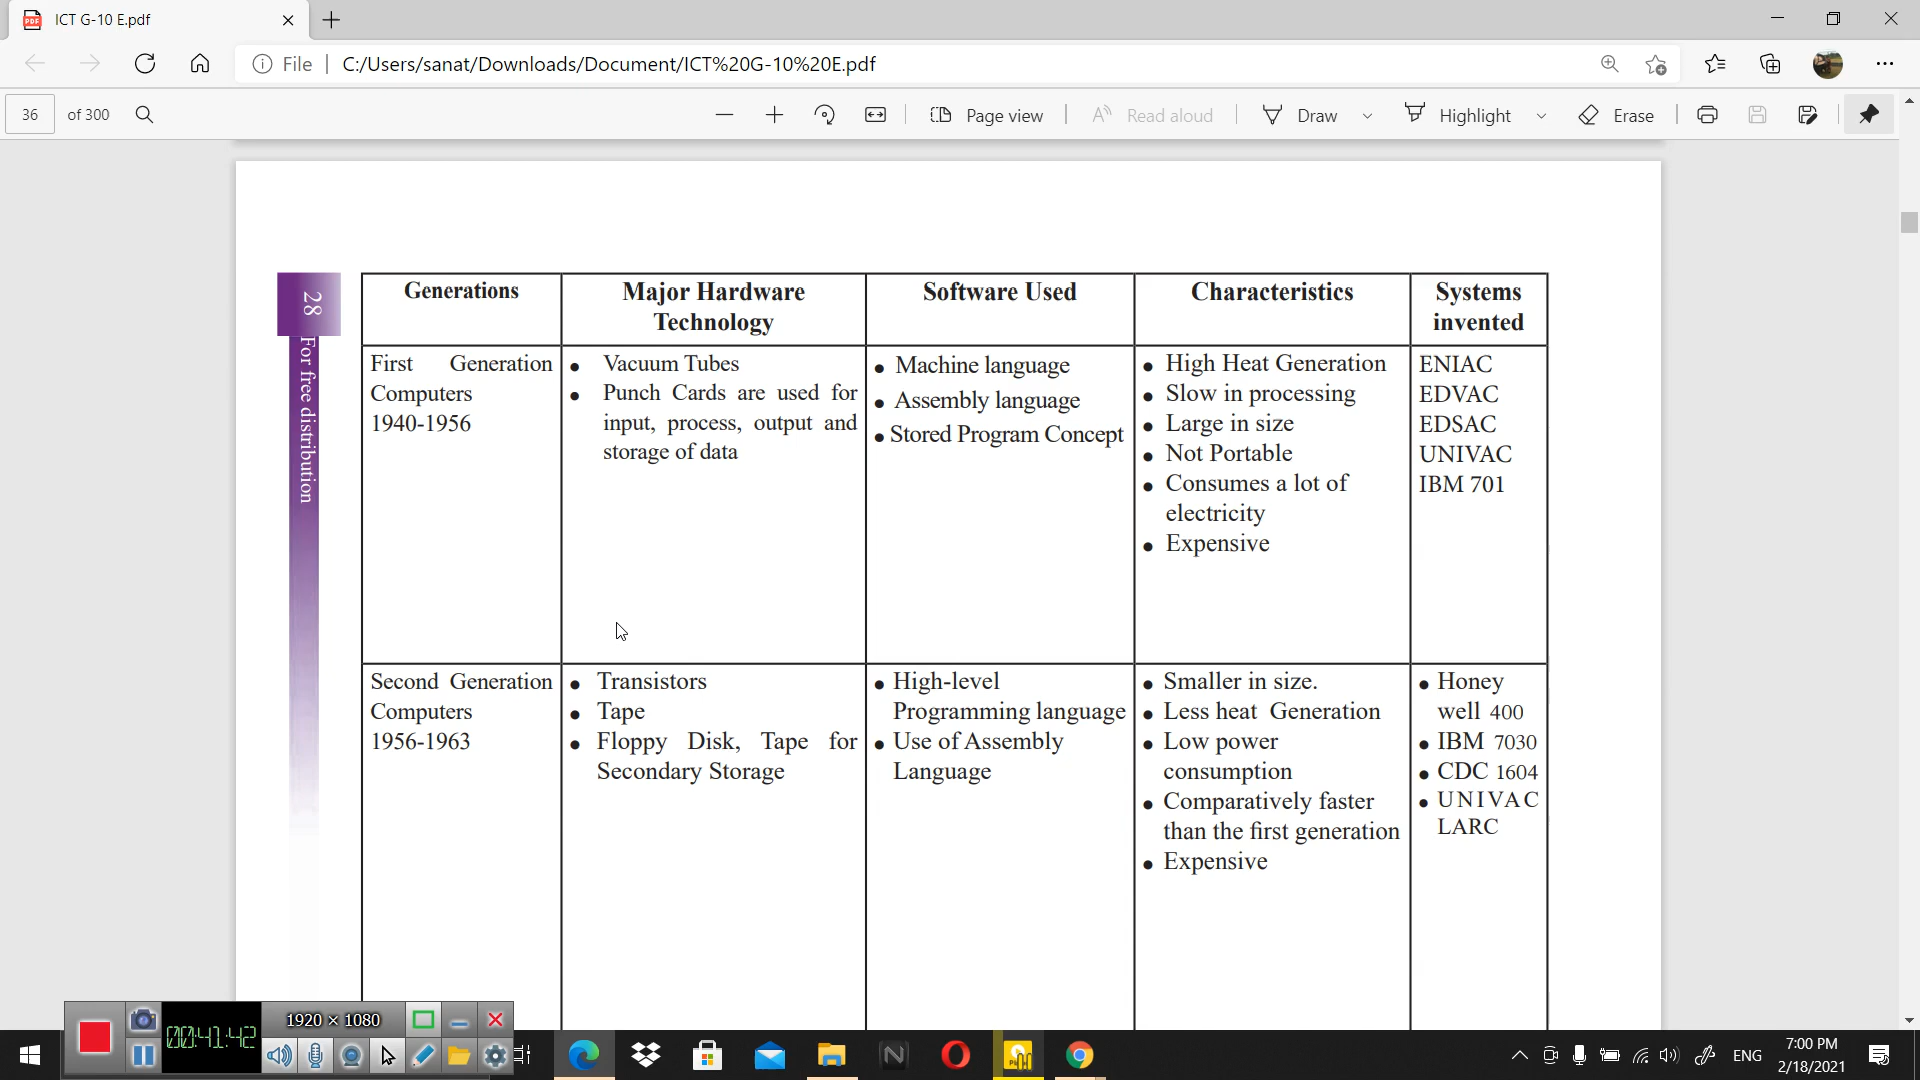 ICT G-10 E.pdf
File | C:/Users/sanat/Downloads/Document/ICT%20G-10%20E.pdf
36 of 300 Page view Read aloud Draw Highlight Erase
28 For free distribution
Generations
Major Hardware
Technology
Software Used
Characteristics
Systems
invented
First Generation
Computers
1940-1956
• Vacuum Tubes
• Punch Cards are used for
input, process, output and
storage of data
• Machine language
• Assembly language
• Stored Program Concept
• High Heat Generation
• Slow in processing
• Large in size
• Not Portable
• Consumes a lot of
electricity
• Expensive
ENIAC
EDVAC
EDSAC
UNIVAC
IBM 701
Second Generation
Computers
1956-1963
• Transistors
• Tape
• Floppy Disk, Tape for
Secondary Storage
• High-level
Programming language
• Use of Assembly
Language
• Smaller in size.
• Less heat Generation
• Low power
consumption
• Comparatively faster
than the first generation
• Expensive
• Honey
well 400
• IBM 7030
• CDC 1604
• UNIVAC
LARC
00:41:42
1920 × 1080
ENG
7:00 PM
2/18/2021